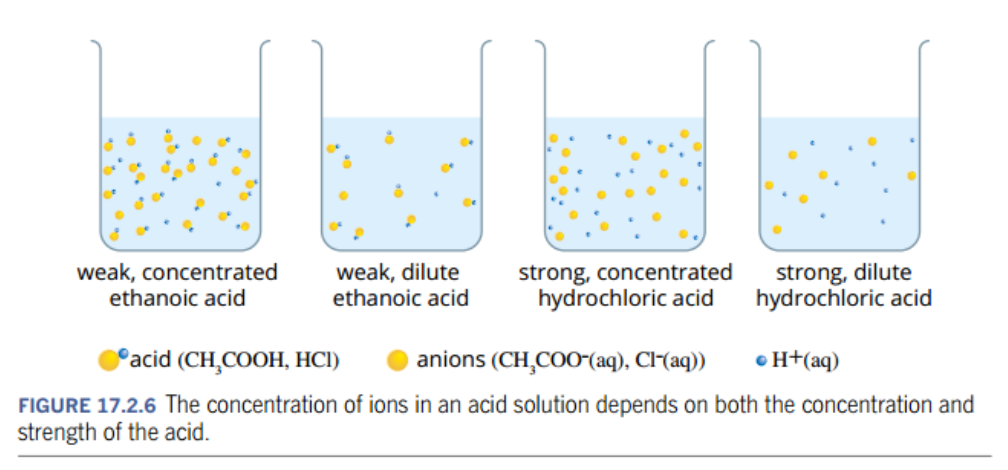 weak, concentrated
ethanoic acid
weak, dilute
ethanoic acid
strong, concentrated
hydrochloric acid
strong, dilute
hydrochloric acid
acid (CH₃COOH, HCl)
anions (CH₃COO⁻(aq), Cl⁻(aq))
H⁺(aq)
FIGURE 17.2.6 The concentration of ions in an acid solution depends on both the concentration and
strength of the acid.